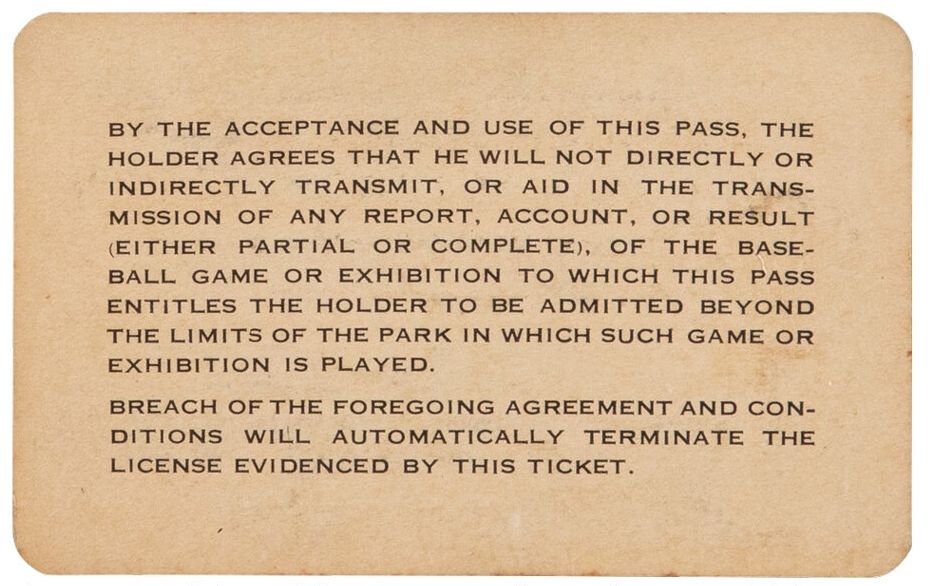 BY THE ACCEPTANCE AND USE OF THIS PASS, THE
HOLDER AGREES THAT HE WILL NOT DIRECTLY OR
INDIRECTLY TRANSMIT, OR AID IN THE TRANS-
MISSION OF ANY REPORT, ACCOUNT, OR RESULT
(EITHER PARTIAL OR COMPLETE), OF THE BASE-
BALL GAME OR EXHIBITION TO WHICH THIS PASS
ENTITLES THE HOLDER TO BE ADMITTED BEYOND
THE LIMITS OF THE PARK IN WHICH SUCH GAME OR
EXHIBITION IS PLAYED.
BREACH OF THE FOREGOING AGREEMENT AND CON-
DITIONS WILL AUTOMATICALLY TERMINATE THE
LICENSE EVIDENCED BY THIS TICKET.